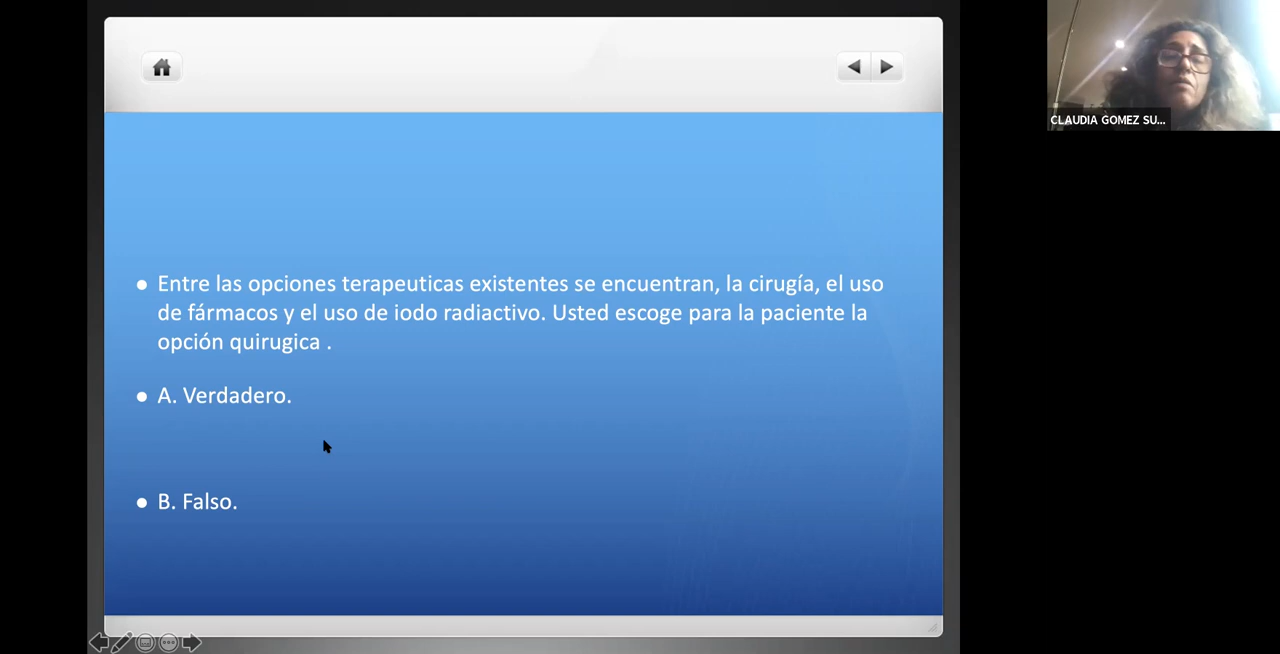 Entre las opciones terapeuticas existentes se encuentran, la cirugía, el uso
de fármacos y el uso de iodo radiactivo. Usted escoge para la paciente la
opción quirugica .
A. Verdadero.
B. Falso.
CLAUDIA GOMEZ SU...